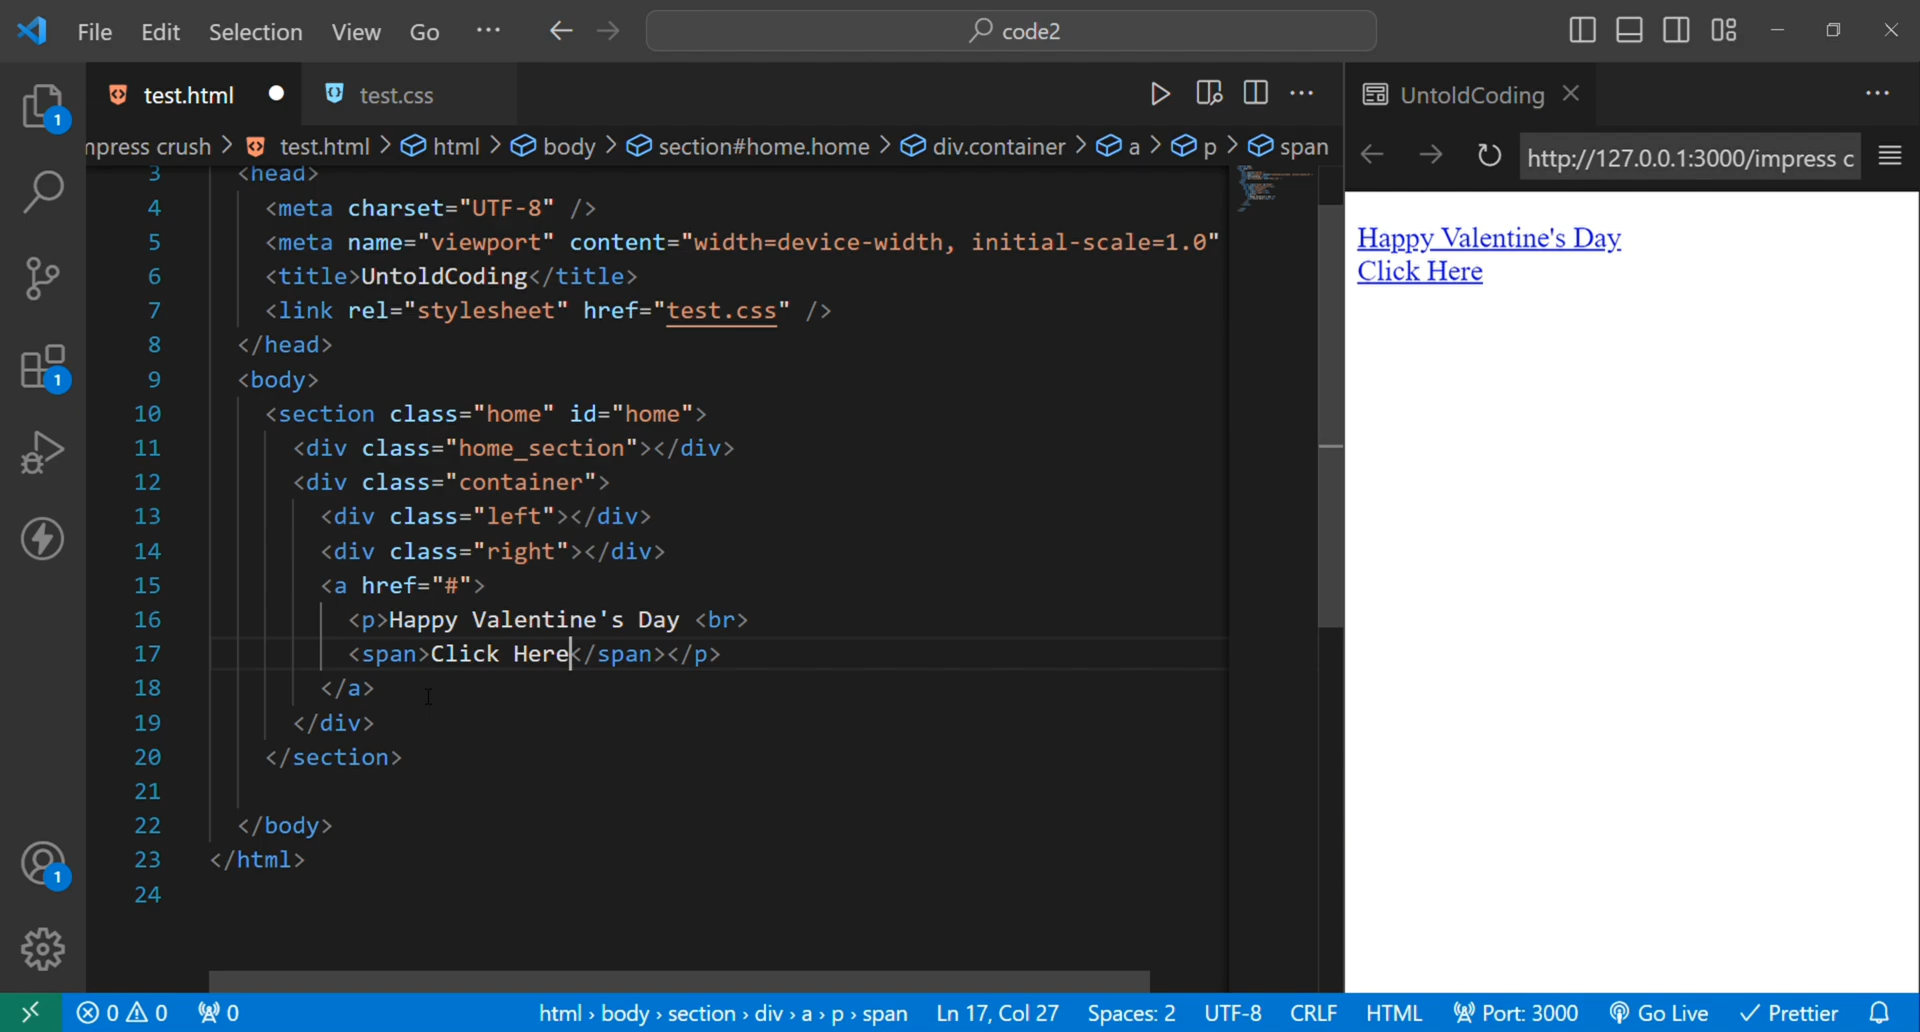 File Edit Selection View Go ··· code2
test.html test.css ··· UntoldCoding ···
mpress crush > test.html > html > body > section#home.home > div.container > a > p > span
http://127.0.0.1:3000/impress c
3 <head>
4 <meta charset="UTF-8" />
5 <meta name="viewport" content="width=device-width, initial-scale=1.0"
6 <title>UntoldCoding</title>
7 <link rel="stylesheet" href="test.css" />
8 </head>
9 <body>
10 <section class="home" id="home">
11 <div class="home_section"></div>
12 <div class="container">
13 <div class="left"></div>
14 <div class="right"></div>
15 <a href="#">
16 <p>Happy Valentine's Day <br>
17 <span>Click Here</span></p>
18 </a>
19 </div>
20 </section>
21
22 </body>
23 </html>
24
Happy Valentine's Day
Click Here
1
1
1
0 0 0 html › body › section › div › a › p › span Ln 17, Col 27 Spaces: 2 UTF-8 CRLF HTML Port: 3000 Go Live Prettier